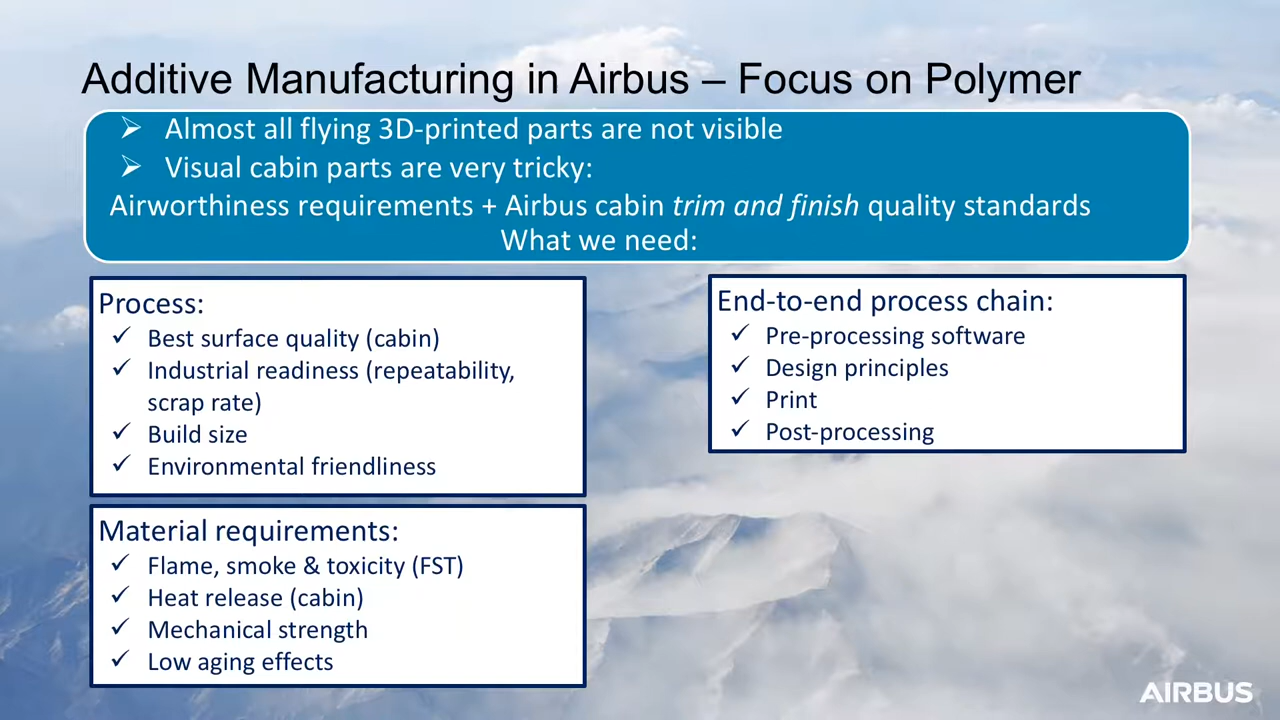 Additive Manufacturing in Airbus – Focus on Polymer
➢ Almost all flying 3D-printed parts are not visible
➢ Visual cabin parts are very tricky:
Airworthiness requirements + Airbus cabin trim and finish quality standards
What we need:
Process:
✓ Best surface quality (cabin)
✓ Industrial readiness (repeatability,
scrap rate)
✓ Build size
✓ Environmental friendliness
Material requirements:
✓ Flame, smoke & toxicity (FST)
✓ Heat release (cabin)
✓ Mechanical strength
✓ Low aging effects
End-to-end process chain:
✓ Pre-processing software
✓ Design principles
✓ Print
✓ Post-processing
AIRBUS